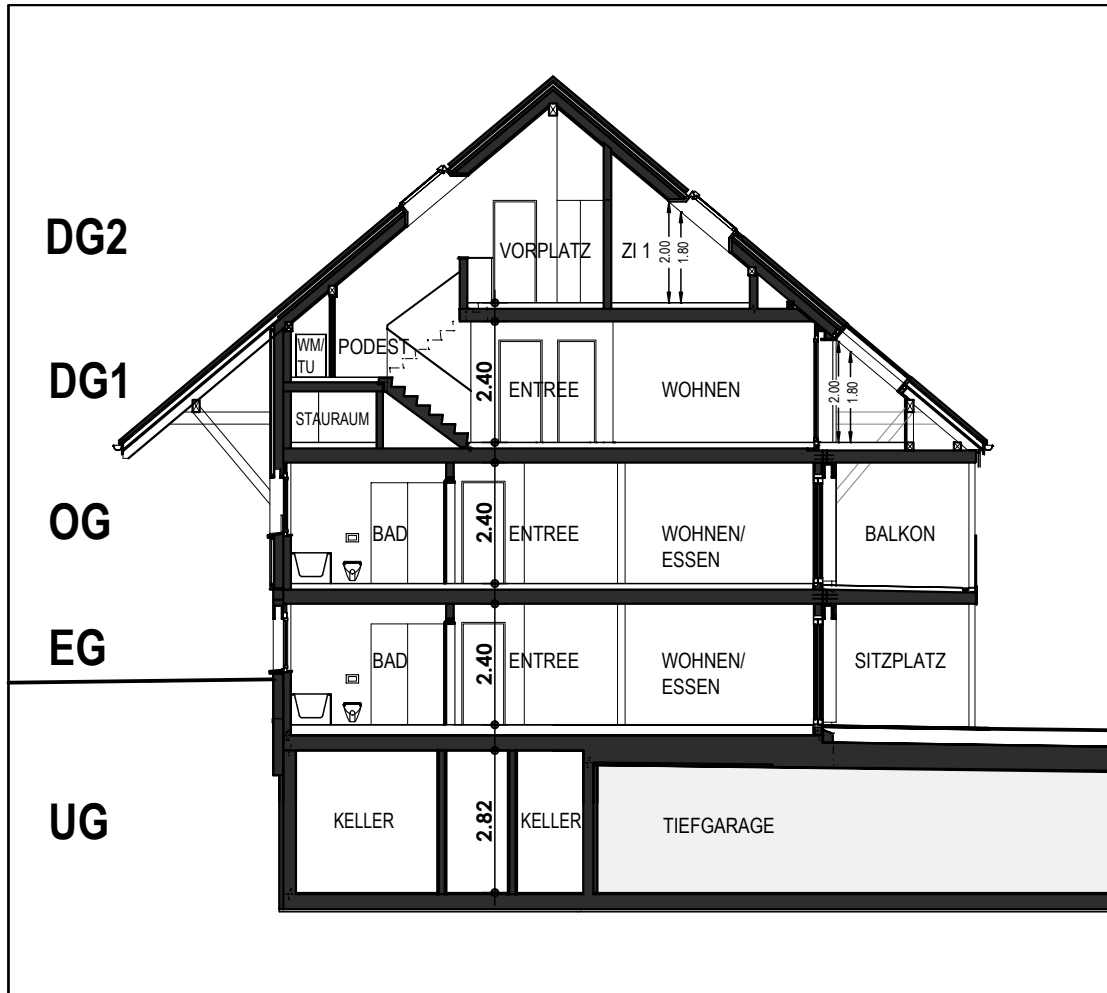 DG2
VORPLATZ
ZI 1
2.00
1.80
DG1
WM/
TU
PODEST
2.40
ENTREE
WOHNEN
2.00
1.80
STAURAUM
OG
BAD
2.40
ENTREE
WOHNEN/
ESSEN
BALKON
EG
BAD
2.40
ENTREE
WOHNEN/
ESSEN
SITZPLATZ
UG
KELLER
2.82
KELLER
TIEFGARAGE